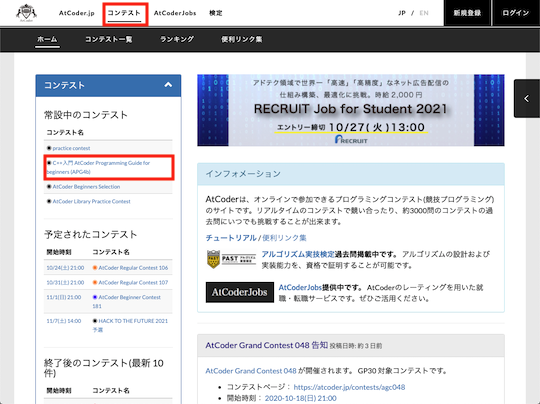 AtCoder.jp コンテスト AtCoderJobs 検定 JP / EN 新規登録 ログイン
ホーム コンテスト一覧 ランキング 便利リンク集
コンテスト
常設中のコンテスト
コンテスト名
practice contest
C++入門 AtCoder Programming Guide for
beginners (APG4b)
AtCoder Beginners Selection
AtCoder Library Practice Contest
予定されたコンテスト
開始時刻 コンテスト名
10/24(土) 21:00 AtCoder Regular Contest 106
10/31(土) 21:00 AtCoder Regular Contest 107
11/1(日) 21:00 AtCoder Beginner Contest
181
11/7(土) 14:00 HACK TO THE FUTURE 2021
予選
終了後のコンテスト(最新 10
件)
開始時刻 コンテスト名
アドテク領域で世界一「高速」「高精度」なネット広告配信の
仕組み構築、最適化に挑戦。時給 2,000 円
RECRUIT Job for Student 2021
エントリー締切 10/27(火)13:00
RECRUIT
インフォメーション
AtCoderは、オンラインで参加できるプログラミングコンテスト(競技プログラミング)
のサイトです。リアルタイムのコンテストで競い合ったり、約3000問のコンテストの過
去問にいつでも挑戦することが出来ます。
チュートリアル / 便利リンク集
PAST
アルゴリズム実技検定過去問掲載中です。 アルゴリズムの設計および
実装能力を、資格で証明することが可能です。
AtCoderJobs
AtCoderJobs提供中です。 AtCoderのレーティングを用いた就
職・転職サービスです。ぜひご活用ください。
AtCoder Grand Contest 048 告知 投稿日時: 約 3 日前
AtCoder Grand Contest 048 が開催されます。 GP30 対象コンテストです。
• コンテストページ： https://atcoder.jp/contests/agc048
• 開始時間： 2020-10-18(日) 21:00